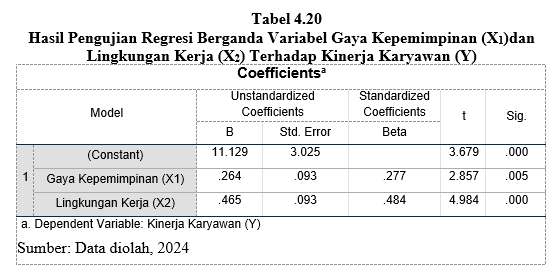 Tabel 4.20
Hasil Pengujian Regresi Berganda Variabel Gaya Kepemimpinan (X1)dan
Lingkungan Kerja (X2) Terhadap Kinerja Karyawan (Y)
Coefficientsᵃ
Model Unstandardized Coefficients Standardized Coefficients t Sig.
B Std. Error Beta
1 (Constant) 11.129 3.025 3.679 .000
Gaya Kepemimpinan (X1) .264 .093 .277 2.857 .005
Lingkungan Kerja (X2) .465 .093 .484 4.984 .000
a. Dependent Variable: Kinerja Karyawan (Y)
Sumber: Data diolah, 2024